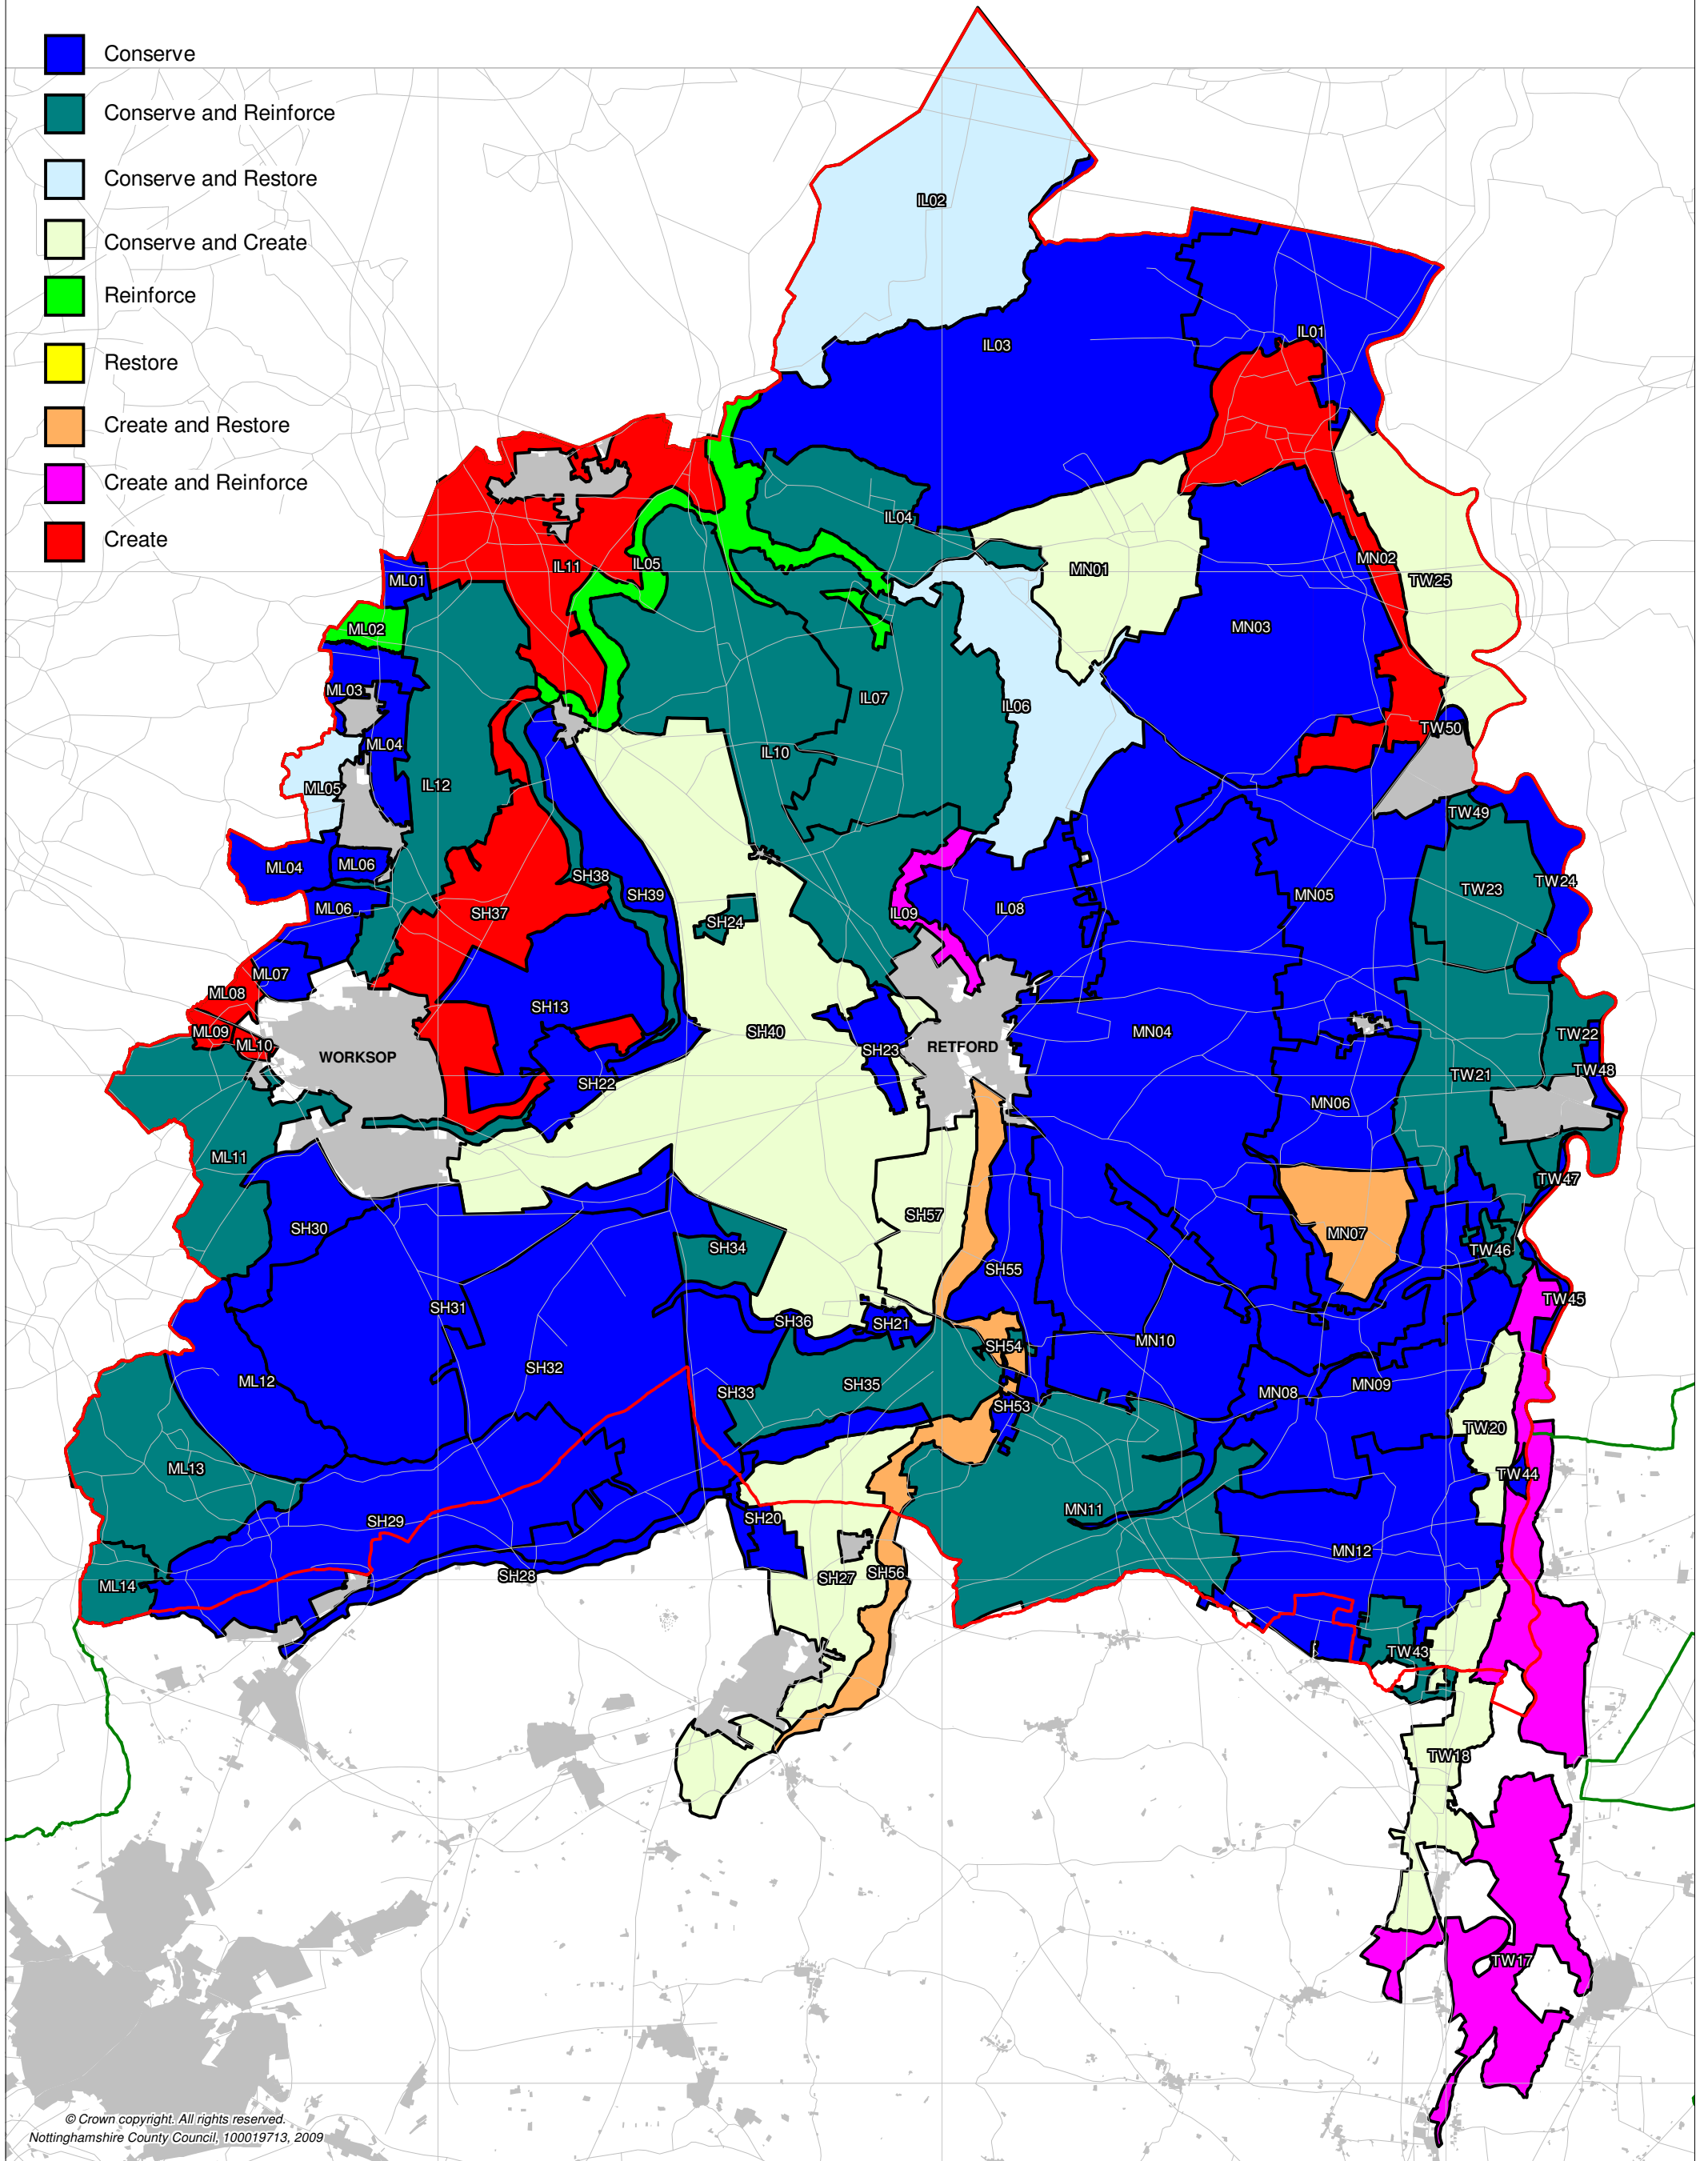 Conserve
Conserve and Reinforce
Conserve and Restore
Conserve and Create
Reinforce
Restore
Create and Restore
Create and Reinforce
Create
IL02
IL01
IL03
IL04
MN02
IL05
IL11
MN01
ML01
TW25
MN03
ML02
ML03
IL07
IL06
TW50
ML04
IL10
IL12
ML05
TW49
ML04
ML06
SH38
TW24
TW23
SH39
MN05
ML06
IL08
SH37
IL09
SH24
ML07
ML08
SH13
ML09
SH40
MN04
TW22
ML10
RETFORD
SH23
WORKSOP
TW48
TW21
SH22
MN06
ML11
TW47
SH57
SH30
MN07
SH34
TW46
SH55
TW45
SH31
SH36
SH21
MN10
SH54
SH32
ML12
SH35
MN09
SH33
MN08
SH53
TW20
ML13
TW44
MN11
SH20
SH29
MN12
SH56
SH28
SH27
ML14
TW43
TW18
TW17
© Crown copyright. All rights reserved.
Nottinghamshire County Council, 100019713, 2009